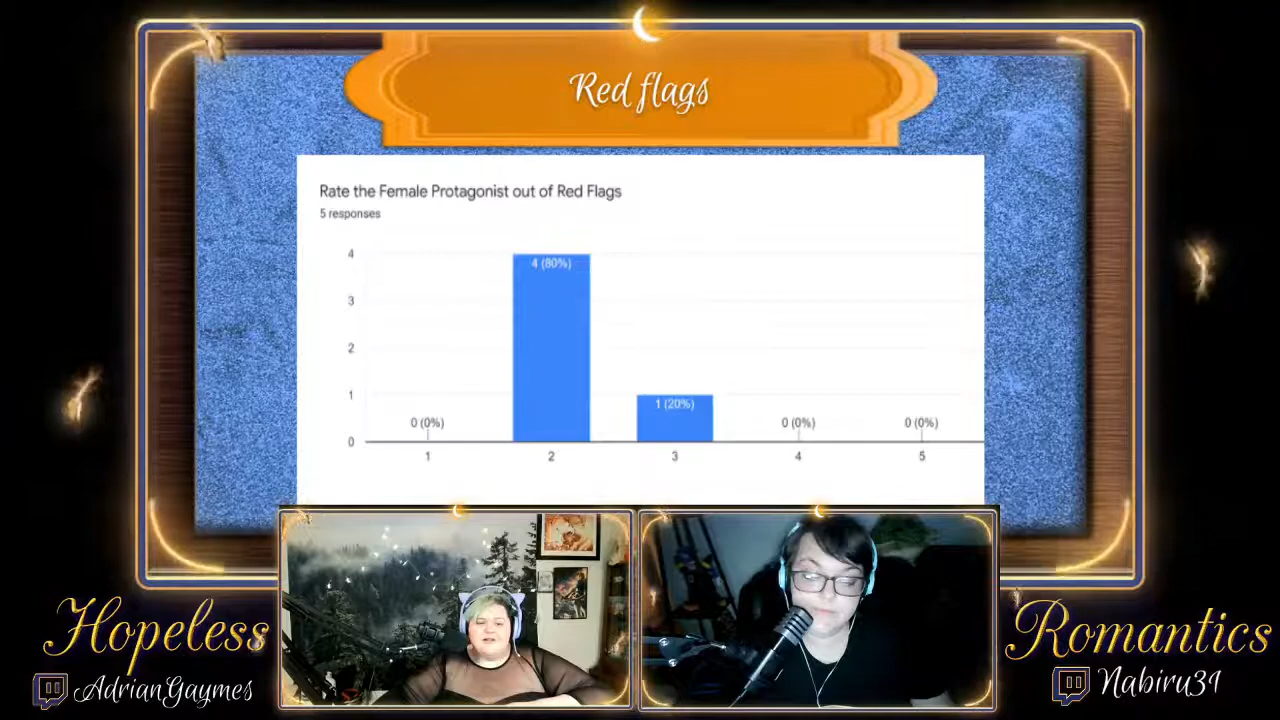 Red flags
Rate the Female Protagonist out of Red Flags
5 responses
4
4 (80%)
3
2
1
1 (20%)
0 (0%)
0 (0%)
0 (0%)
0
1
2
3
4
5
Hopeless
Romantics
AdrianGaymes
Nabiru31